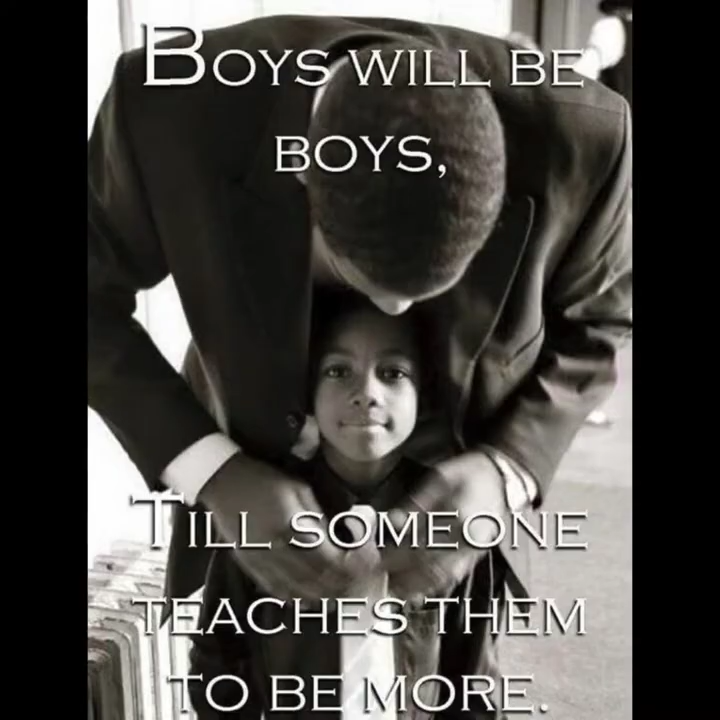 BOYS WILL BE
BOYS,
TILL SOMEONE
TEACHES THEM
TO BE MORE.